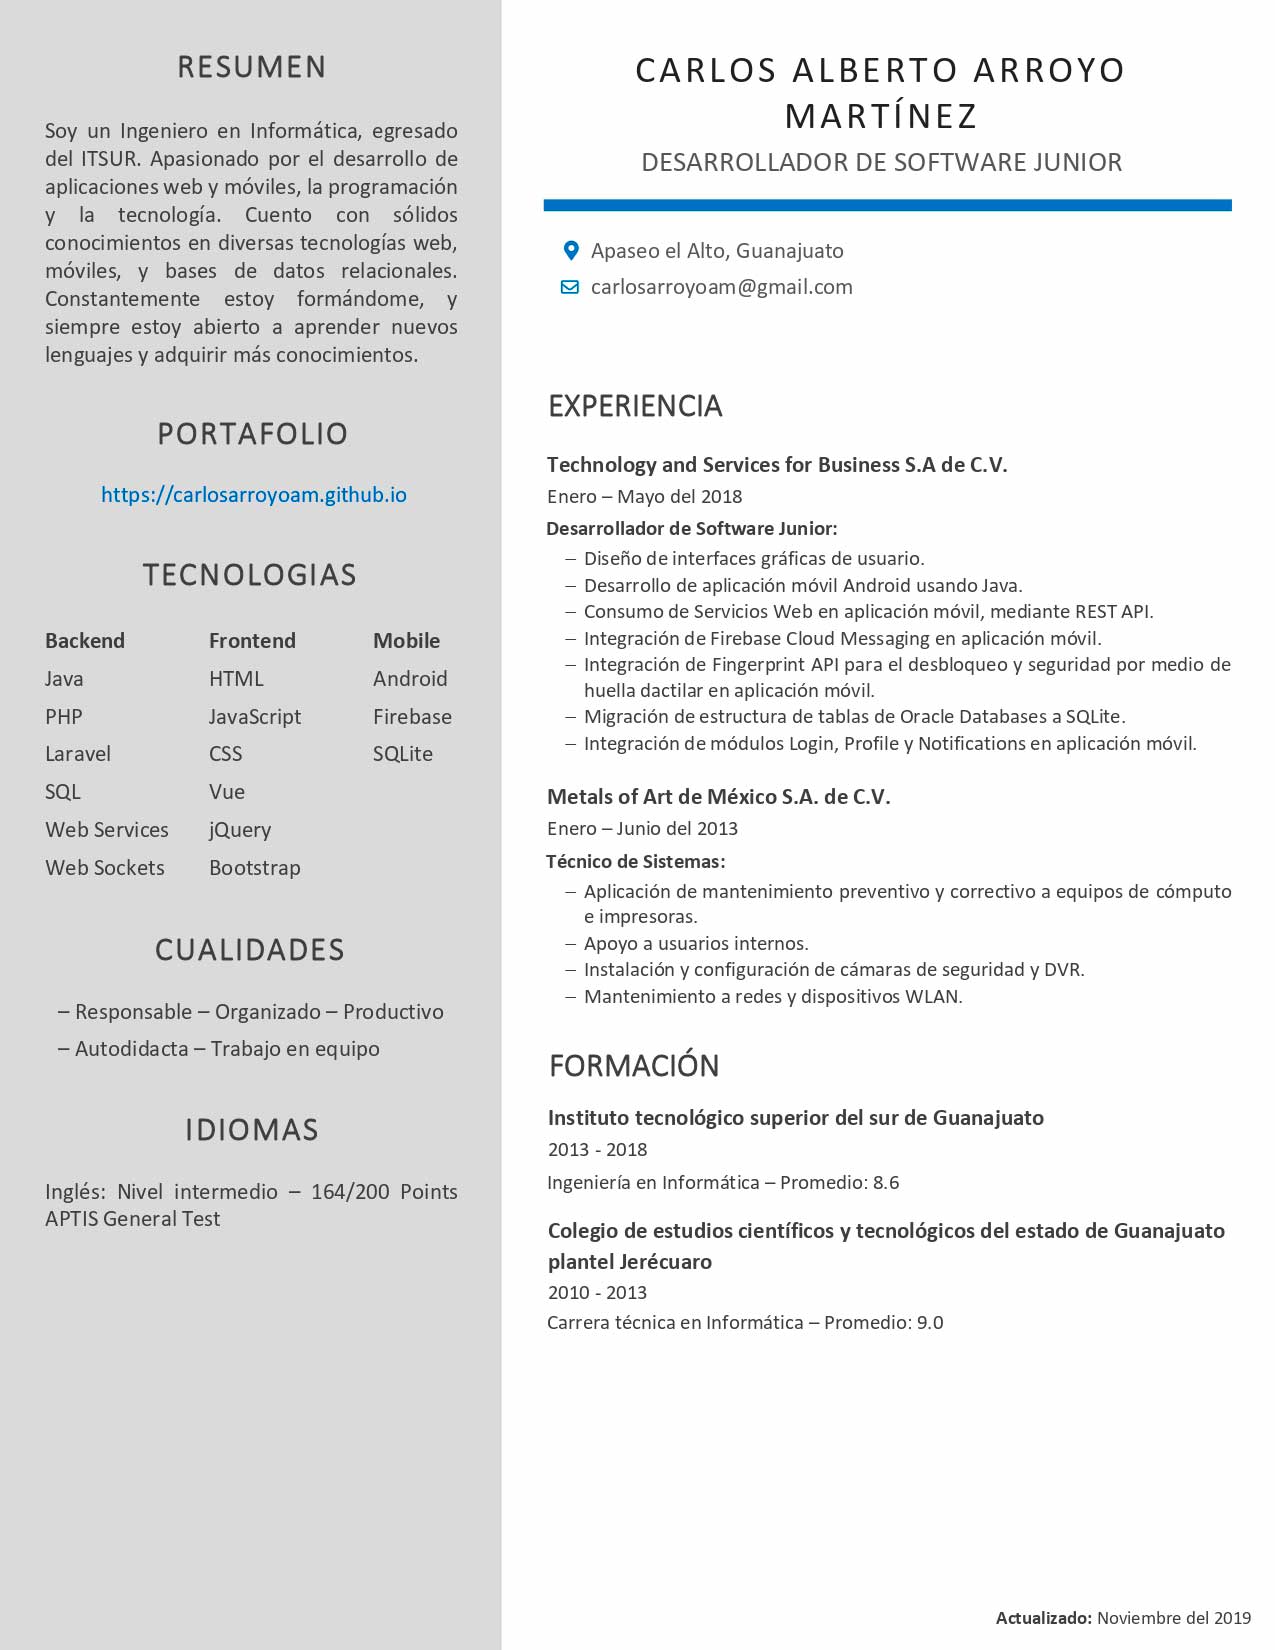 RESUMEN
Soy un Ingeniero en Informática, egresado
del ITSUR. Apasionado por el desarrollo de
aplicaciones web y móviles, la programación
y la tecnología. Cuento con sólidos
conocimientos en diversas tecnologías web,
móviles, y bases de datos relacionales.
Constantemente estoy formándome, y
siempre estoy abierto a aprender nuevos
lenguajes y adquirir más conocimientos.
PORTAFOLIO
https://carlosarroyoam.github.io
TECNOLOGIAS
Backend Frontend Mobile
Java HTML Android
PHP JavaScript Firebase
Laravel CSS SQLite
SQL Vue
Web Services jQuery
Web Sockets Bootstrap
CUALIDADES
– Responsable – Organizado – Productivo
– Autodidacta – Trabajo en equipo
IDIOMAS
Inglés: Nivel intermedio – 164/200 Points
APTIS General Test
CARLOS ALBERTO ARROYO
MARTÍNEZ
DESARROLLADOR DE SOFTWARE JUNIOR
Apaseo el Alto, Guanajuato
carlosarroyoam@gmail.com
EXPERIENCIA
Technology and Services for Business S.A de C.V.
Enero – Mayo del 2018
Desarrollador de Software Junior:
– Diseño de interfaces gráficas de usuario.
– Desarrollo de aplicación móvil Android usando Java.
– Consumo de Servicios Web en aplicación móvil, mediante REST API.
– Integración de Firebase Cloud Messaging en aplicación móvil.
– Integración de Fingerprint API para el desbloqueo y seguridad por medio de
huella dactilar en aplicación móvil.
– Migración de estructura de tablas de Oracle Databases a SQLite.
– Integración de módulos Login, Profile y Notifications en aplicación móvil.
Metals of Art de México S.A. de C.V.
Enero – Junio del 2013
Técnico de Sistemas:
– Aplicación de mantenimiento preventivo y correctivo a equipos de cómputo
e impresoras.
– Apoyo a usuarios internos.
– Instalación y configuración de cámaras de seguridad y DVR.
– Mantenimiento a redes y dispositivos WLAN.
FORMACIÓN
Instituto tecnológico superior del sur de Guanajuato
2013 - 2018
Ingeniería en Informática – Promedio: 8.6
Colegio de estudios científicos y tecnológicos del estado de Guanajuato
plantel Jerécuaro
2010 - 2013
Carrera técnica en Informática – Promedio: 9.0
Actualizado: Noviembre del 2019